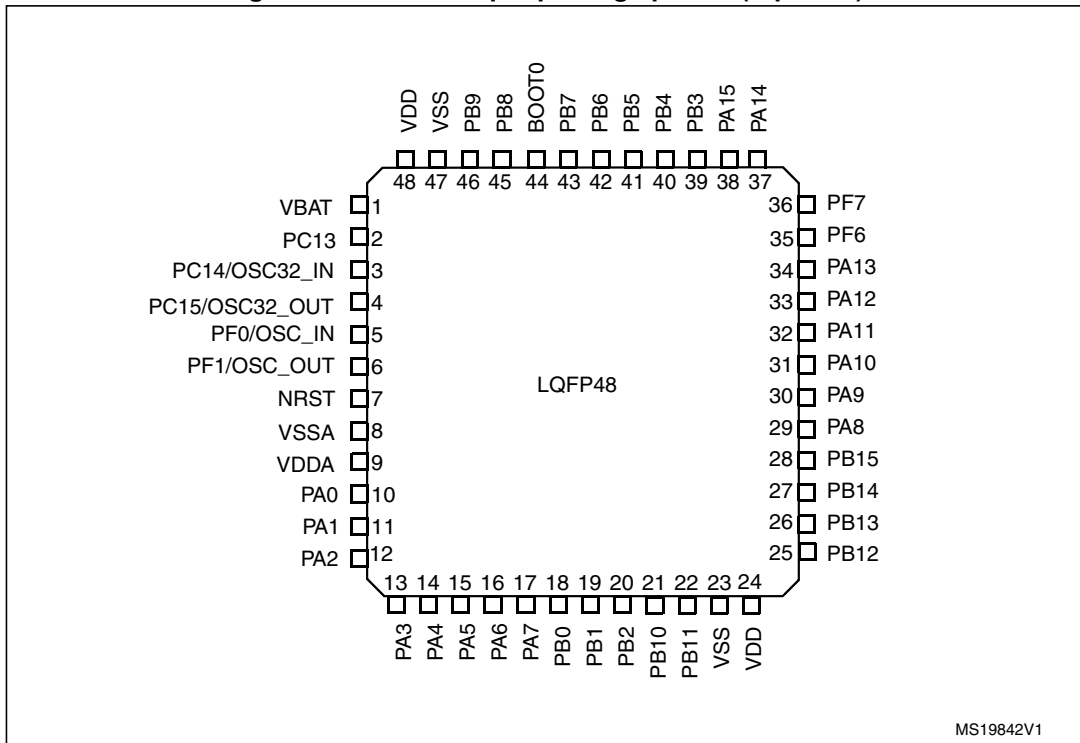 VDD
VSS
PB9
PB8
BOOT0
PB7
PB6
PB5
PB4
PB3
PA15
PA14
48 47 46 45 44 43 42 41 40 39 38 37
VBAT 1
PC13 2
PC14/OSC32_IN 3
PC15/OSC32_OUT 4
PF0/OSC_IN 5
PF1/OSC_OUT 6
NRST 7
VSSA 8
VDDA 9
PA0 10
PA1 11
PA2 12
LQFP48
36 PF7
35 PF6
34 PA13
33 PA12
32 PA11
31 PA10
30 PA9
29 PA8
28 PB15
27 PB14
26 PB13
25 PB12
13 14 15 16 17 18 19 20 21 22 23 24
PA3
PA4
PA5
PA6
PA7
PB0
PB1
PB2
PB10
PB11
VSS
VDD
MS19842V1